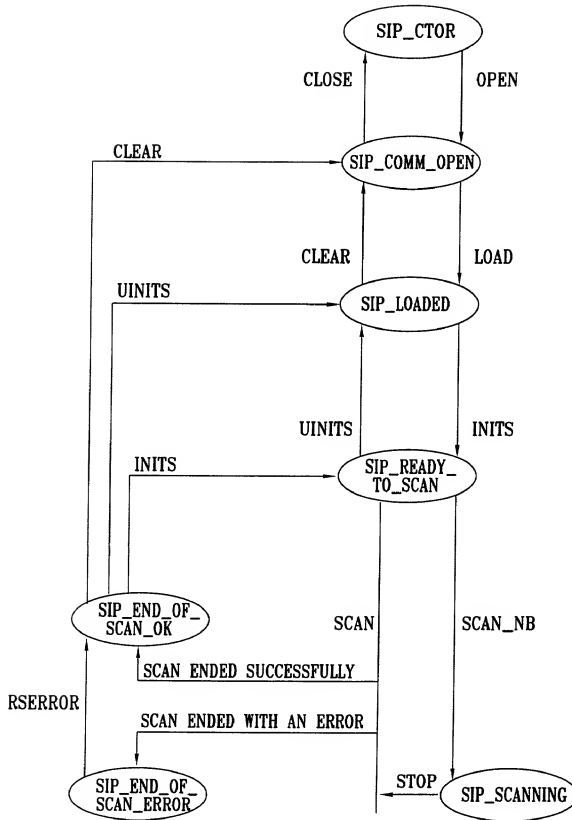 SIP_CTOR
CLOSE
OPEN
CLEAR
SIP_COMM_OPEN
CLEAR
LOAD
UINITS
SIP_LOADED
UINITS
INITS
INITS
SIP_READY_
TO_SCAN
SIP_END_OF_
SCAN_OK
SCAN
SCAN_NB
SCAN ENDED SUCCESSFULLY
RSERROR
SCAN ENDED WITH AN ERROR
SIP_END_OF_
SCAN_ERROR
STOP
SIP_SCANNING